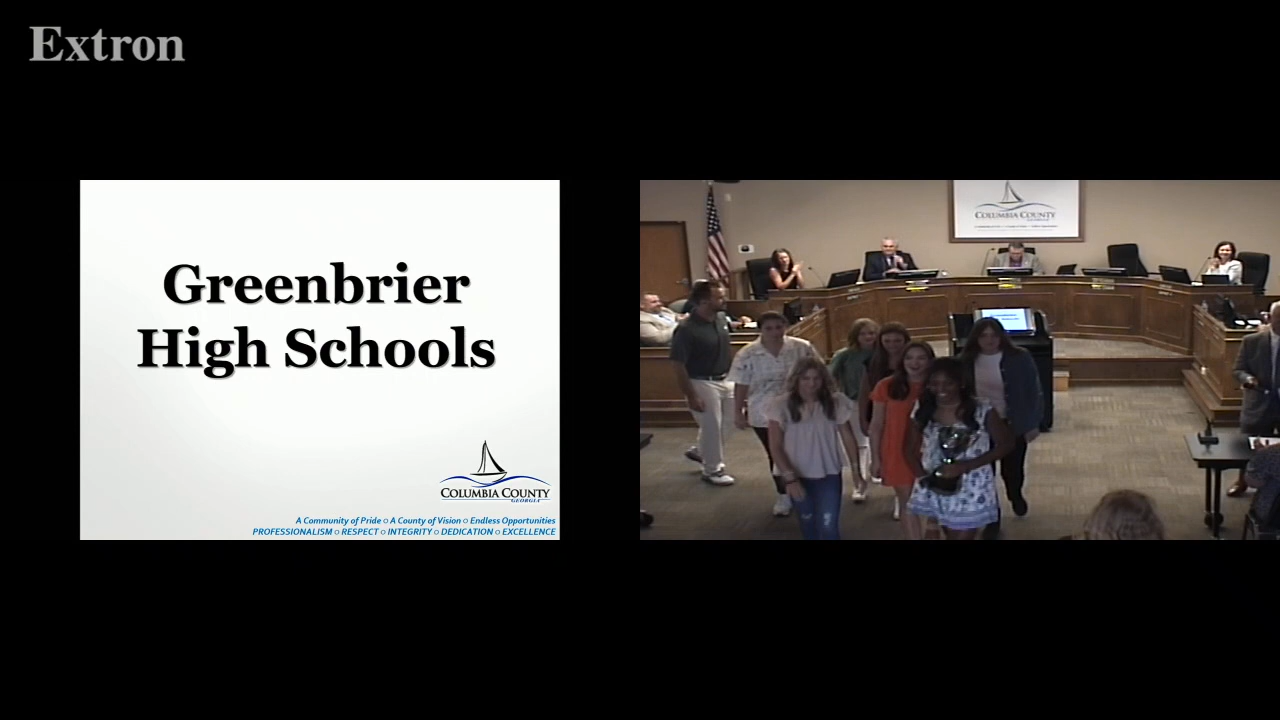 Extron
Greenbrier
High Schools
COLUMBIA COUNTY
GEORGIA
A Community of Pride ○ A County of Vision ○ Endless Opportunities
PROFESSIONALISM ○ RESPECT ○ INTEGRITY ○ DEDICATION ○ EXCELLENCE
COLUMBIA COUNTY